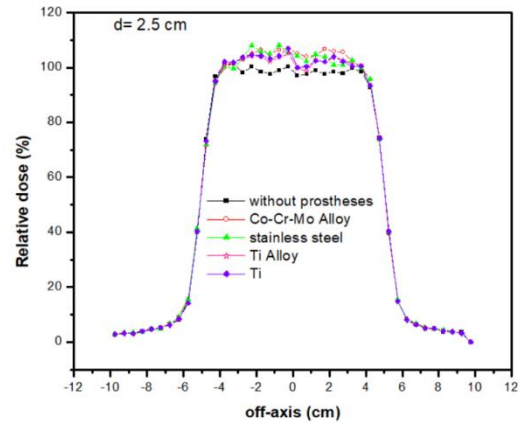 d= 2.5 cm
120
100
80
60
40
20
0
Relative dose (%)
without prostheses
Co-Cr-Mo Alloy
stainless steel
Ti Alloy
Ti
-12 -10 -8 -6 -4 -2 0 2 4 6 8 10 12
off-axis (cm)